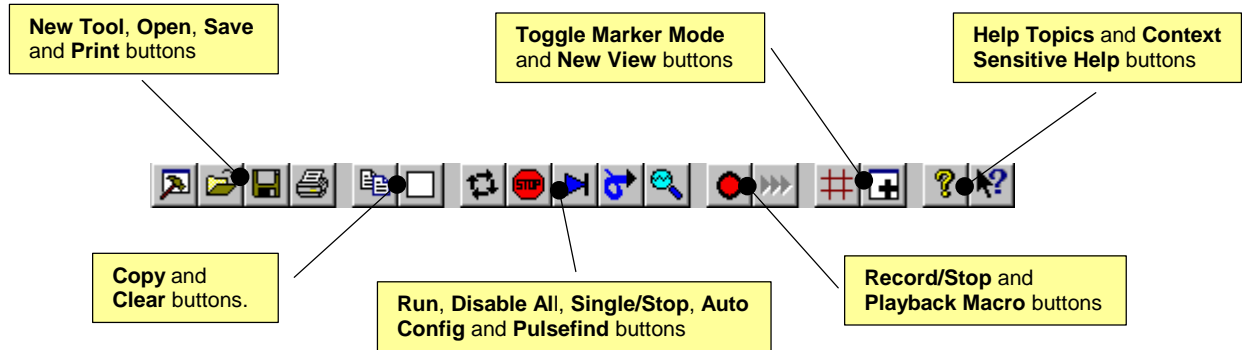 New Tool, Open, Save
and Print buttons
Toggle Marker Mode
and New View buttons
Help Topics and Context
Sensitive Help buttons
STOP
?
?
Copy and
Clear buttons.
Run, Disable All, Single/Stop, Auto
Config and Pulsefind buttons
Record/Stop and
Playback Macro buttons